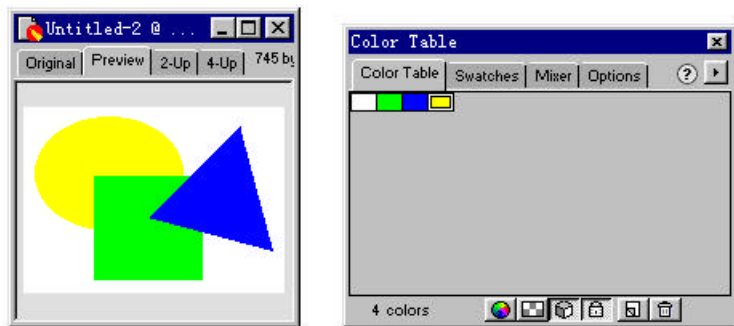 Untitled-2 @ ...
Original Preview 2-Up 4-Up 745 by
Color Table
Color Table Swatches Mixer Options ?
4 colors